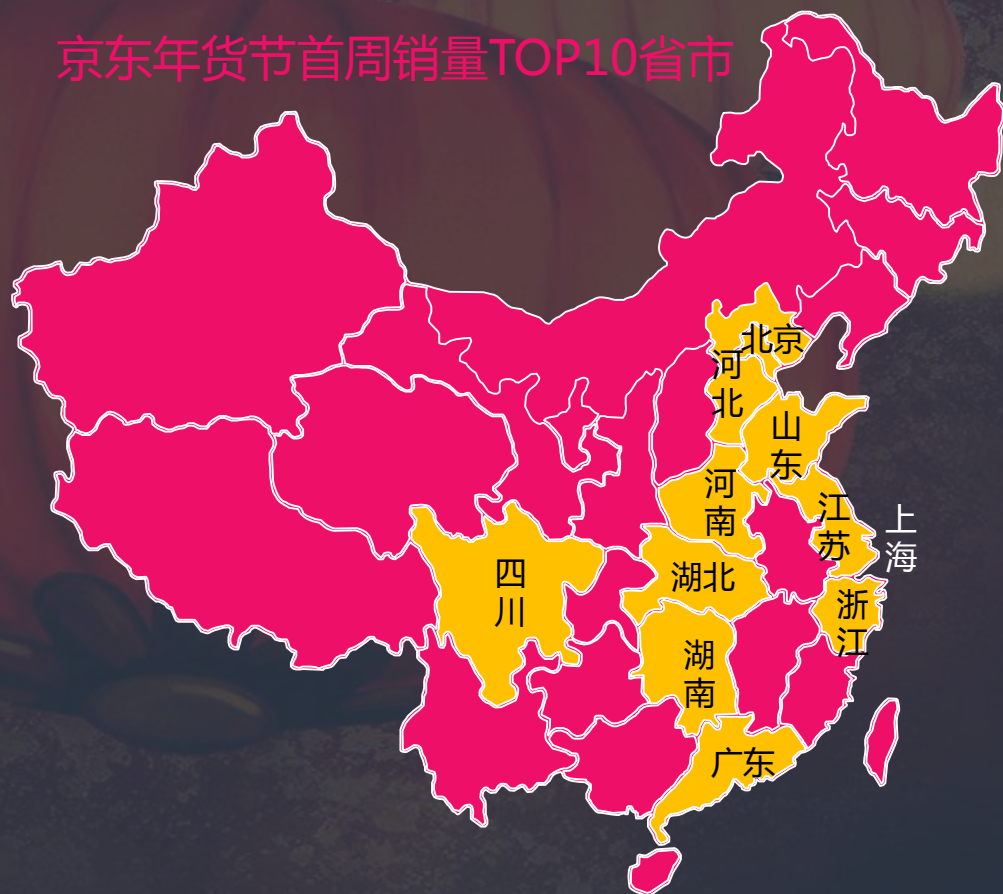 京东年货节首周销量TOP10省市
北京
河北
山东
河南
江苏
上海
四川
湖北
浙江
湖南
广东